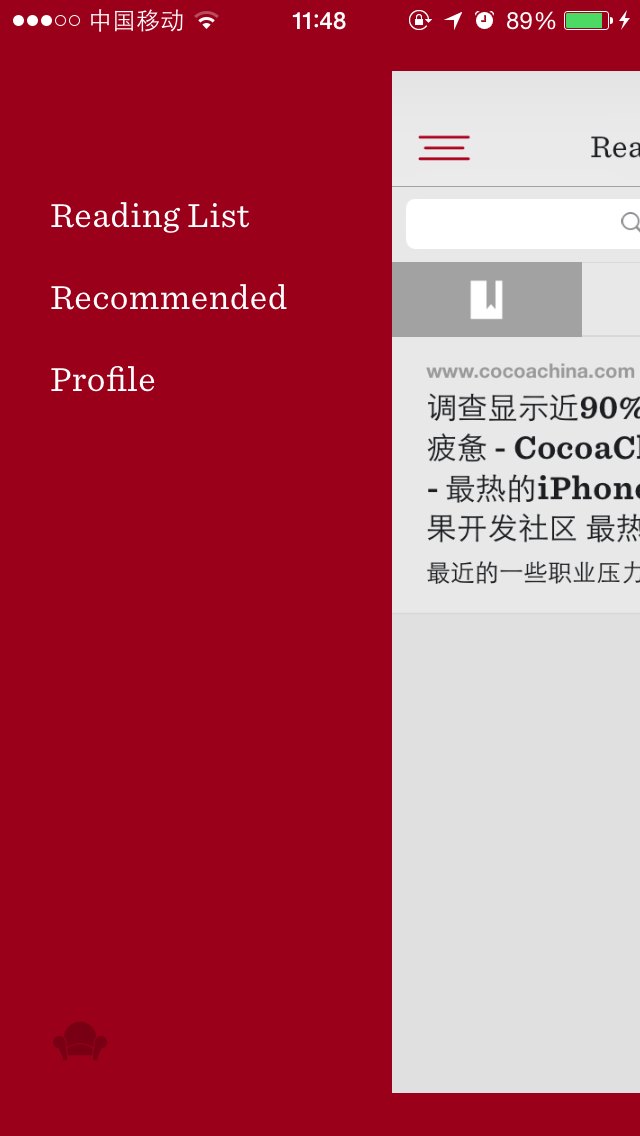 中国移动
11:48
89%
Reading List
Recommended
Profile
Rea
www.cocoachina.com
调查显示近90%
疲惫 - CocoaCh
- 最热的iPhone
果开发社区 最热
最近的一些职业压力